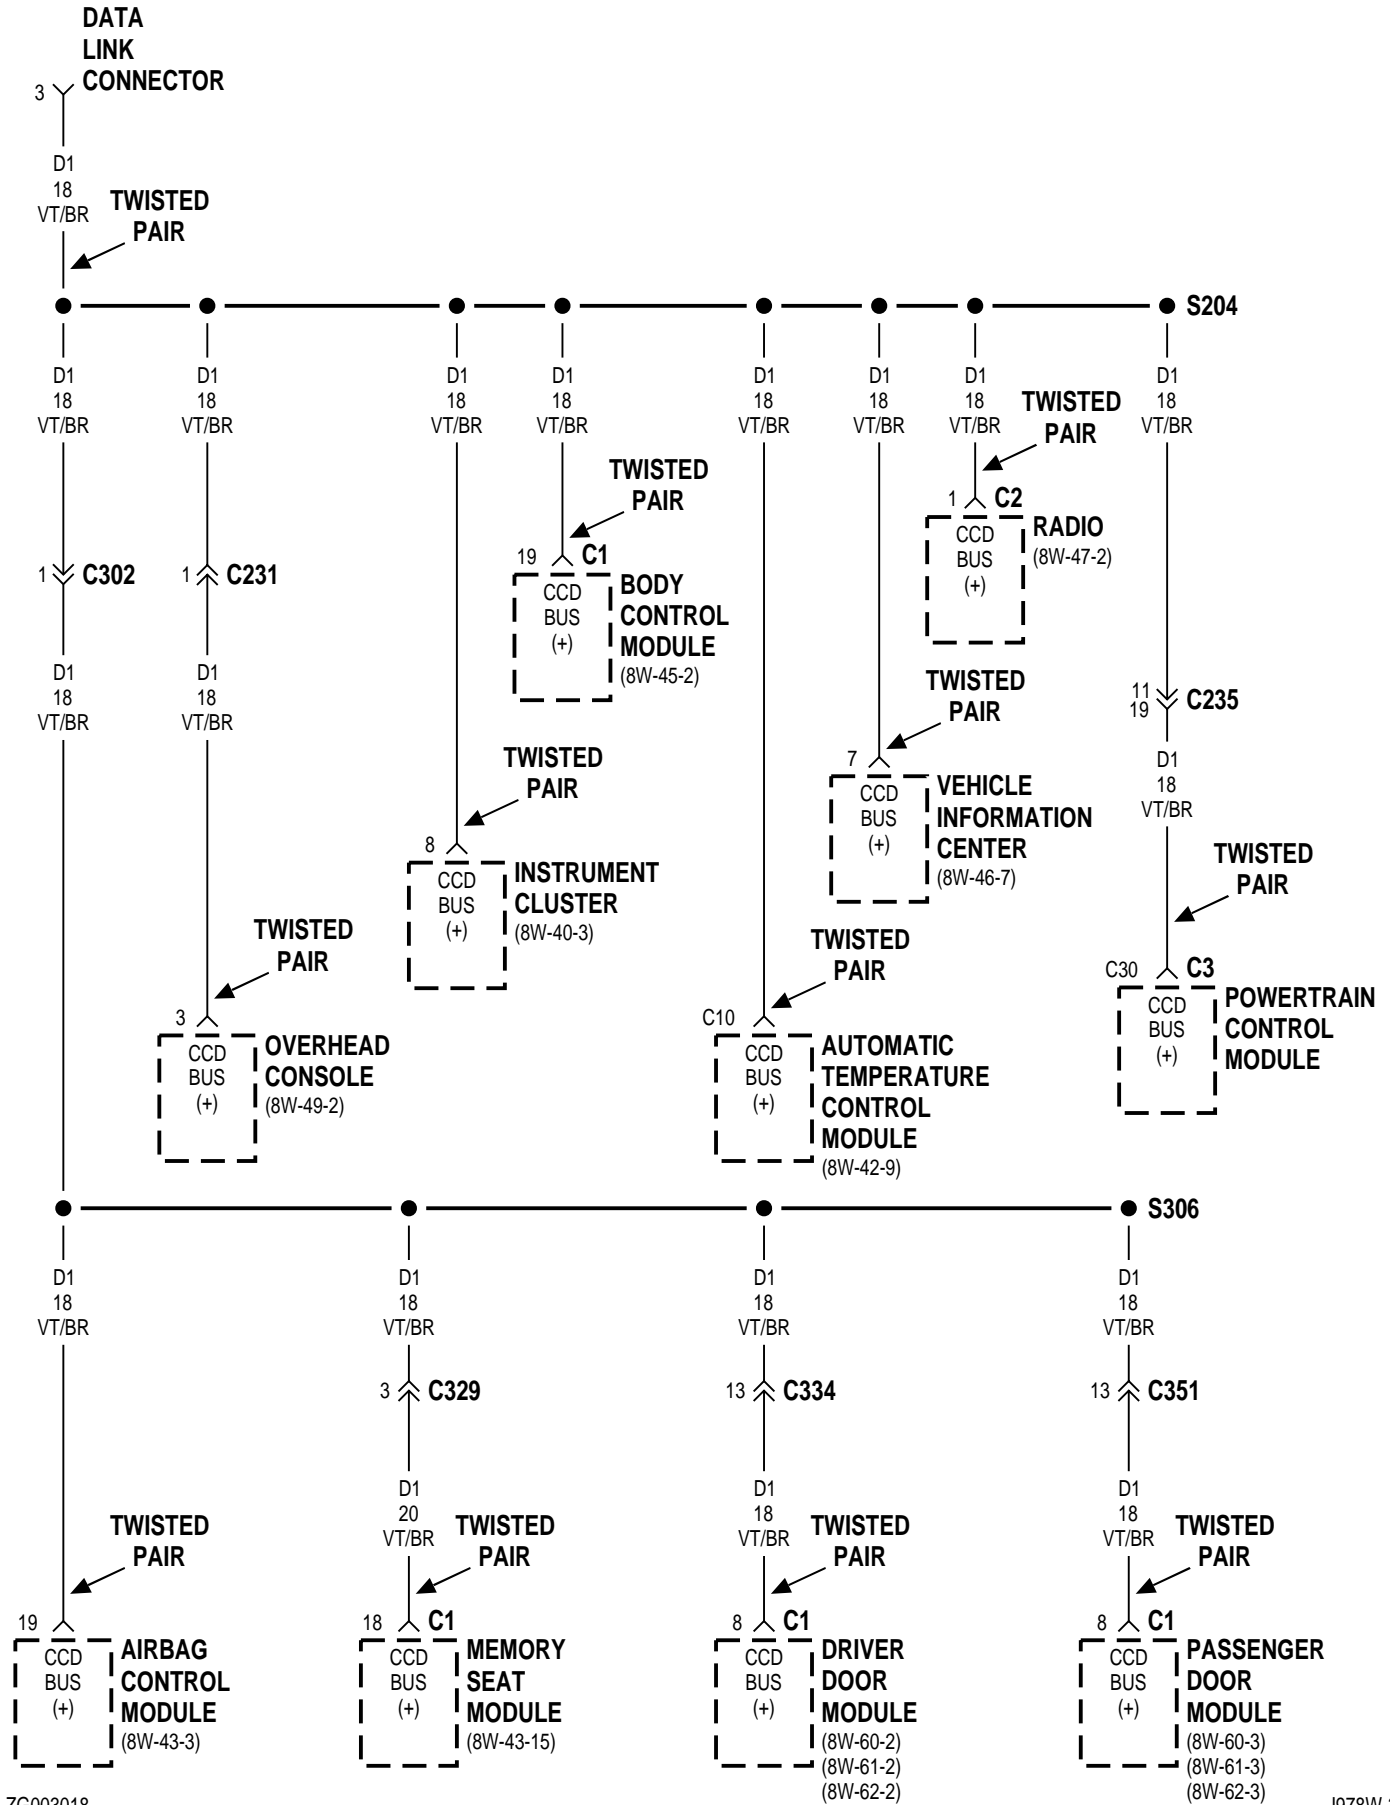 DATA
LINK
CONNECTOR
3
D1
18
VT/BR
TWISTED
PAIR
S204
D1
18
VT/BR
D1
18
VT/BR
D1
18
VT/BR
D1
18
VT/BR
D1
18
VT/BR
D1
18
VT/BR
D1
18
VT/BR
D1
18
VT/BR
TWISTED
PAIR
1 C2
CCD
BUS
(+)
RADIO
(8W-47-2)
TWISTED
PAIR
19 C1
CCD
BUS
(+)
BODY
CONTROL
MODULE
(8W-45-2)
1 C302
1 C231
D1
18
VT/BR
D1
18
VT/BR
11
19
C235
D1
18
VT/BR
TWISTED
PAIR
7
CCD
BUS
(+)
VEHICLE
INFORMATION
CENTER
(8W-46-7)
TWISTED
PAIR
8
CCD
BUS
(+)
INSTRUMENT
CLUSTER
(8W-40-3)
TWISTED
PAIR
C30 C3
CCD
BUS
(+)
POWERTRAIN
CONTROL
MODULE
TWISTED
PAIR
3
CCD
BUS
(+)
OVERHEAD
CONSOLE
(8W-49-2)
TWISTED
PAIR
C10
CCD
BUS
(+)
AUTOMATIC
TEMPERATURE
CONTROL
MODULE
(8W-42-9)
S306
D1
18
VT/BR
D1
18
VT/BR
D1
18
VT/BR
D1
18
VT/BR
3 C329
13 C334
13 C351
D1
20
VT/BR
D1
18
VT/BR
D1
18
VT/BR
TWISTED
PAIR
TWISTED
PAIR
TWISTED
PAIR
TWISTED
PAIR
19
CCD
BUS
(+)
AIRBAG
CONTROL
MODULE
(8W-43-3)
18 C1
CCD
BUS
(+)
MEMORY
SEAT
MODULE
(8W-43-15)
8 C1
CCD
BUS
(+)
DRIVER
DOOR
MODULE
(8W-60-2)
(8W-61-2)
(8W-62-2)
8 C1
CCD
BUS
(+)
PASSENGER
DOOR
MODULE
(8W-60-3)
(8W-61-3)
(8W-62-3)